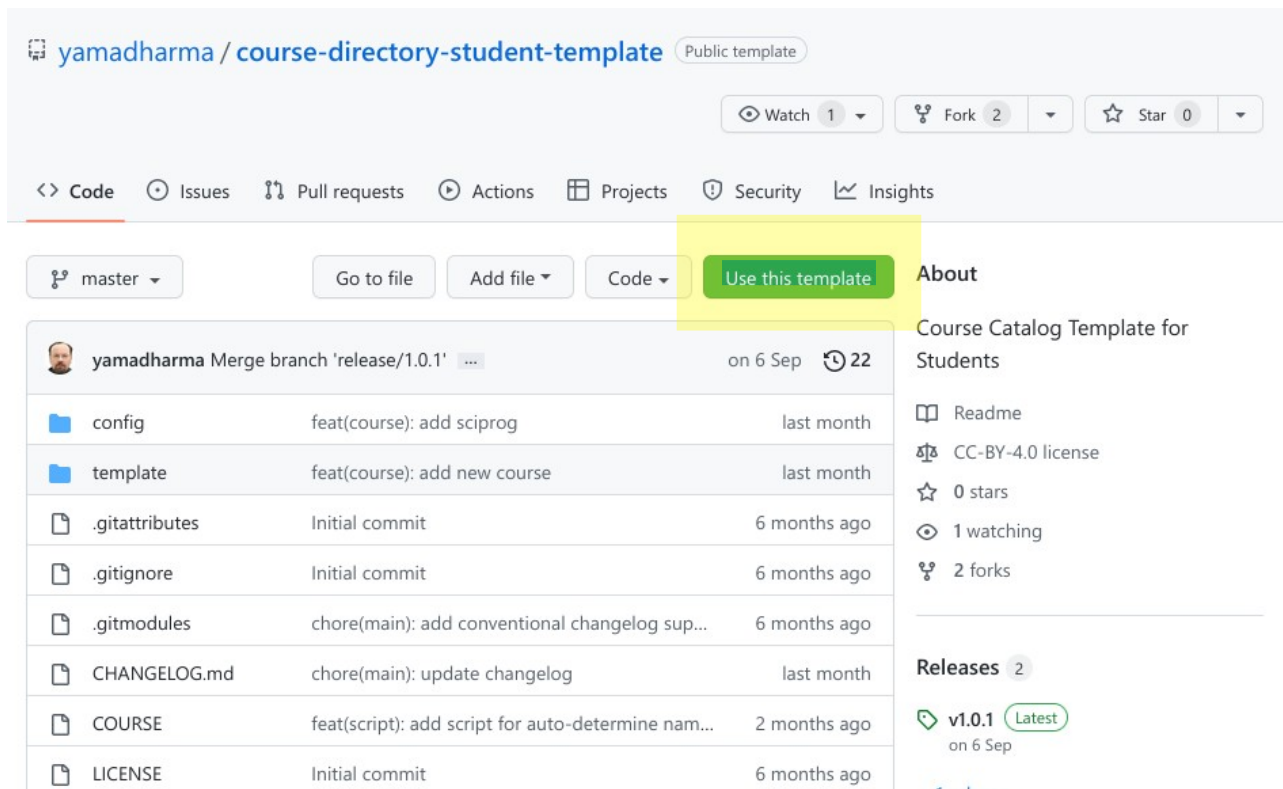 yamadharma / course-directory-student-template Public template
Watch 1 Fork 2 Star 0
Code Issues Pull requests Actions Projects Security Insights
master Go to file Add file Code Use this template
yamadharma Merge branch 'release/1.0.1' ... on 6 Sep 22
config feat(course): add sciprog last month
template feat(course): add new course last month
.gitattributes Initial commit 6 months ago
.gitignore Initial commit 6 months ago
.gitmodules chore(main): add conventional changelog sup... 6 months ago
CHANGELOG.md chore(main): update changelog last month
COURSE feat(script): add script for auto-determine nam... 2 months ago
LICENSE Initial commit 6 months ago
About
Course Catalog Template for
Students
Readme
CC-BY-4.0 license
0 stars
1 watching
2 forks
Releases 2
v1.0.1 Latest
on 6 Sep